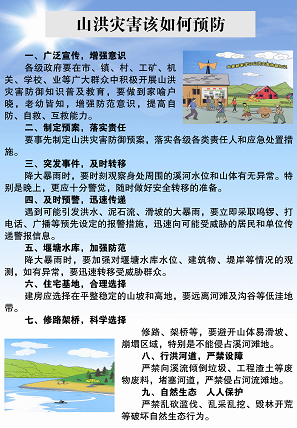 山洪灾害该如何预防
一、广泛宣传，增强意识
各级政府要在市、镇、村、工矿、机
关、学校、业等广大群众中积极开展山洪
灾害防御知识普及教育，要做到家喻户
晓，老幼皆知，增强防范意识，提高自
防、自救、互救能力。
二、制定预案，落实责任
要事先制定山洪灾害防御预案，落实各级各类责任人和应急处置措
施。
三、突发事件，及时转移
降大暴雨时，要时刻观察身处周围的溪河水位和山体有无异常。特
别是晚上，更应十分警觉，随时做好安全转移的准备。
四、及时预警，迅速传递
遇到可能引发洪水、泥石流、滑坡的大暴雨，要立即采取鸣锣、打
电话、广播等预先设定的报警措施，迅速向可能受威胁的居民和单位传
递警报信息。
五、堰塘水库，加强防范
降大暴雨时，要加强对堰塘水库水位、建筑物、堤岸等情况的观
测，如有异常，要迅速转移受威胁群众。
六、住宅基地，合理选择
建房应选择在平整稳定的山坡和高地，要远离河滩及沟谷等低洼地
带。
七、修路架桥，科学选择
修路、架桥等，要避开山体易滑坡、
崩塌区域，特别是不能侵占溪河滩地。
八、行洪河道，严禁设障
严禁向溪流倾倒垃圾、工程渣土等废
物废料，堵塞河道，严禁侵占河流滩地。
九、自然生态　人人保护
严禁乱砍滥伐、乱采乱挖、毁林开荒
等破坏自然生态行为。